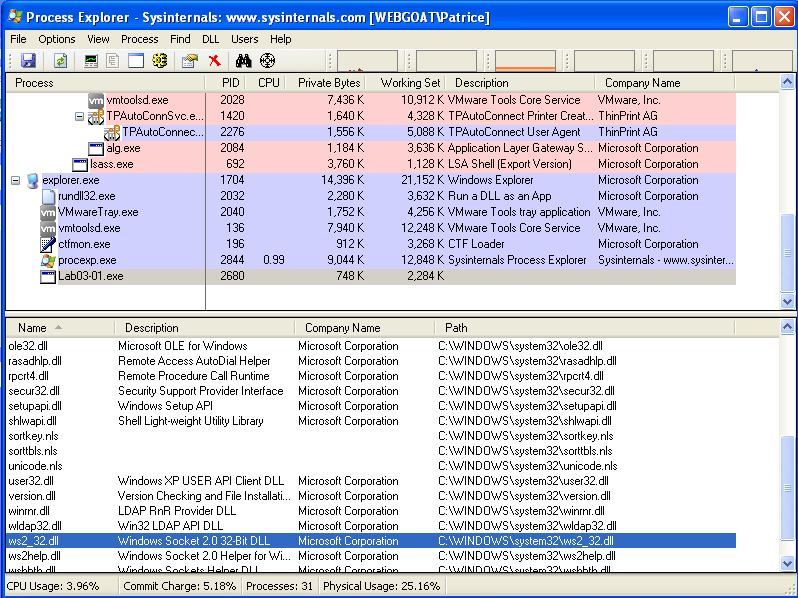 Process Explorer - Sysinternals: www.sysinternals.com [WEBGOAT\Patrice]
File Options View Process Find DLL Users Help
Process PID CPU Private Bytes Working Set Description Company Name
vmtoolsd.exe 2028 7,436 K 10,912 K VMware Tools Core Service VMware, Inc.
TPAutoConnSvc.e... 1420 1,640 K 4,328 K TPAutoConnect Printer Creat... ThinPrint AG
TPAutoConnec... 2276 1,556 K 5,088 K TPAutoConnect User Agent ThinPrint AG
alg.exe 2084 1,184 K 3,636 K Application Layer Gateway S... Microsoft Corporation
lsass.exe 692 3,760 K 1,128 K LSA Shell (Export Version) Microsoft Corporation
explorer.exe 1704 14,396 K 21,152 K Windows Explorer Microsoft Corporation
rundll32.exe 2032 2,280 K 3,632 K Run a DLL as an App Microsoft Corporation
VMwareTray.exe 2040 1,752 K 4,256 K VMware Tools tray application VMware, Inc.
vmtoolsd.exe 136 7,940 K 12,248 K VMware Tools Core Service VMware, Inc.
ctfmon.exe 196 912 K 3,268 K CTF Loader Microsoft Corporation
procexp.exe 2844 0.99 9,044 K 12,848 K Sysinternals Process Explorer Sysinternals - www.sysinter...
Lab03-01.exe 2680 748 K 2,284 K
Name Description Company Name Path
ole32.dll Microsoft OLE for Windows Microsoft Corporation C:\WINDOWS\system32\ole32.dll
rasadhlp.dll Remote Access AutoDial Helper Microsoft Corporation C:\WINDOWS\system32\rasadhlp.dll
rpcrt4.dll Remote Procedure Call Runtime Microsoft Corporation C:\WINDOWS\system32\rpcrt4.dll
secur32.dll Security Support Provider Interface Microsoft Corporation C:\WINDOWS\system32\secur32.dll
setupapi.dll Windows Setup API Microsoft Corporation C:\WINDOWS\system32\setupapi.dll
shlwapi.dll Shell Light-weight Utility Library Microsoft Corporation C:\WINDOWS\system32\shlwapi.dll
sortkey.nls C:\WINDOWS\system32\sortkey.nls
sorttbls.nls C:\WINDOWS\system32\sorttbls.nls
unicode.nls C:\WINDOWS\system32\unicode.nls
user32.dll Windows XP USER API Client DLL Microsoft Corporation C:\WINDOWS\system32\user32.dll
version.dll Version Checking and File Installati... Microsoft Corporation C:\WINDOWS\system32\version.dll
winrnr.dll LDAP RnR Provider DLL Microsoft Corporation C:\WINDOWS\system32\winrnr.dll
wldap32.dll Win32 LDAP API DLL Microsoft Corporation C:\WINDOWS\system32\wldap32.dll
ws2_32.dll Windows Socket 2.0 32-Bit DLL Microsoft Corporation C:\WINDOWS\system32\ws2_32.dll
ws2help.dll Windows Socket 2.0 Helper for Wi... Microsoft Corporation C:\WINDOWS\system32\ws2help.dll
wshbth.dll Windows Sockets Helper DLL Microsoft Corporation C:\WINDOWS\system32\wshbth.dll
CPU Usage: 3.96% Commit Charge: 5.18% Processes: 31 Physical Usage: 25.16%